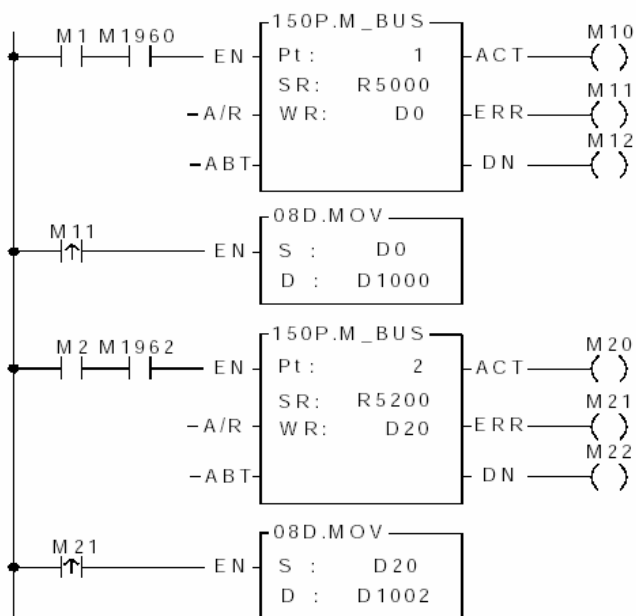 150P.M_BUS
M1 M1960 EN Pt: 1 ACT M10
SR: R5000
A/R WR: D0 ERR M11
ABT DN M12
08D.MOV
M11 EN S : D0
D : D1000
150P.M_BUS
M2 M1962 EN Pt: 2 ACT M20
SR: R5200
A/R WR: D20 ERR M21
ABT DN M22
08D.MOV
M21 EN S : D20
D : D1002